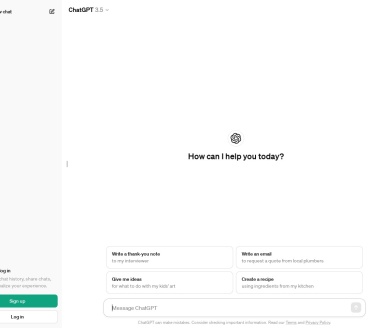 chat
ChatGPT 3.5
How can I help you today?
Write a thank-you note
to my interviewer
Write an email
to request a quote from local plumbers
Give me ideas
for what to do with my kids' art
Create a recipe
using ingredients from my kitchen
Message ChatGPT
ChatGPT can make mistakes. Consider checking important information. Read our Terms and Privacy Policy.
in
chat history, share chats,
your experience.
Sign up
Log in